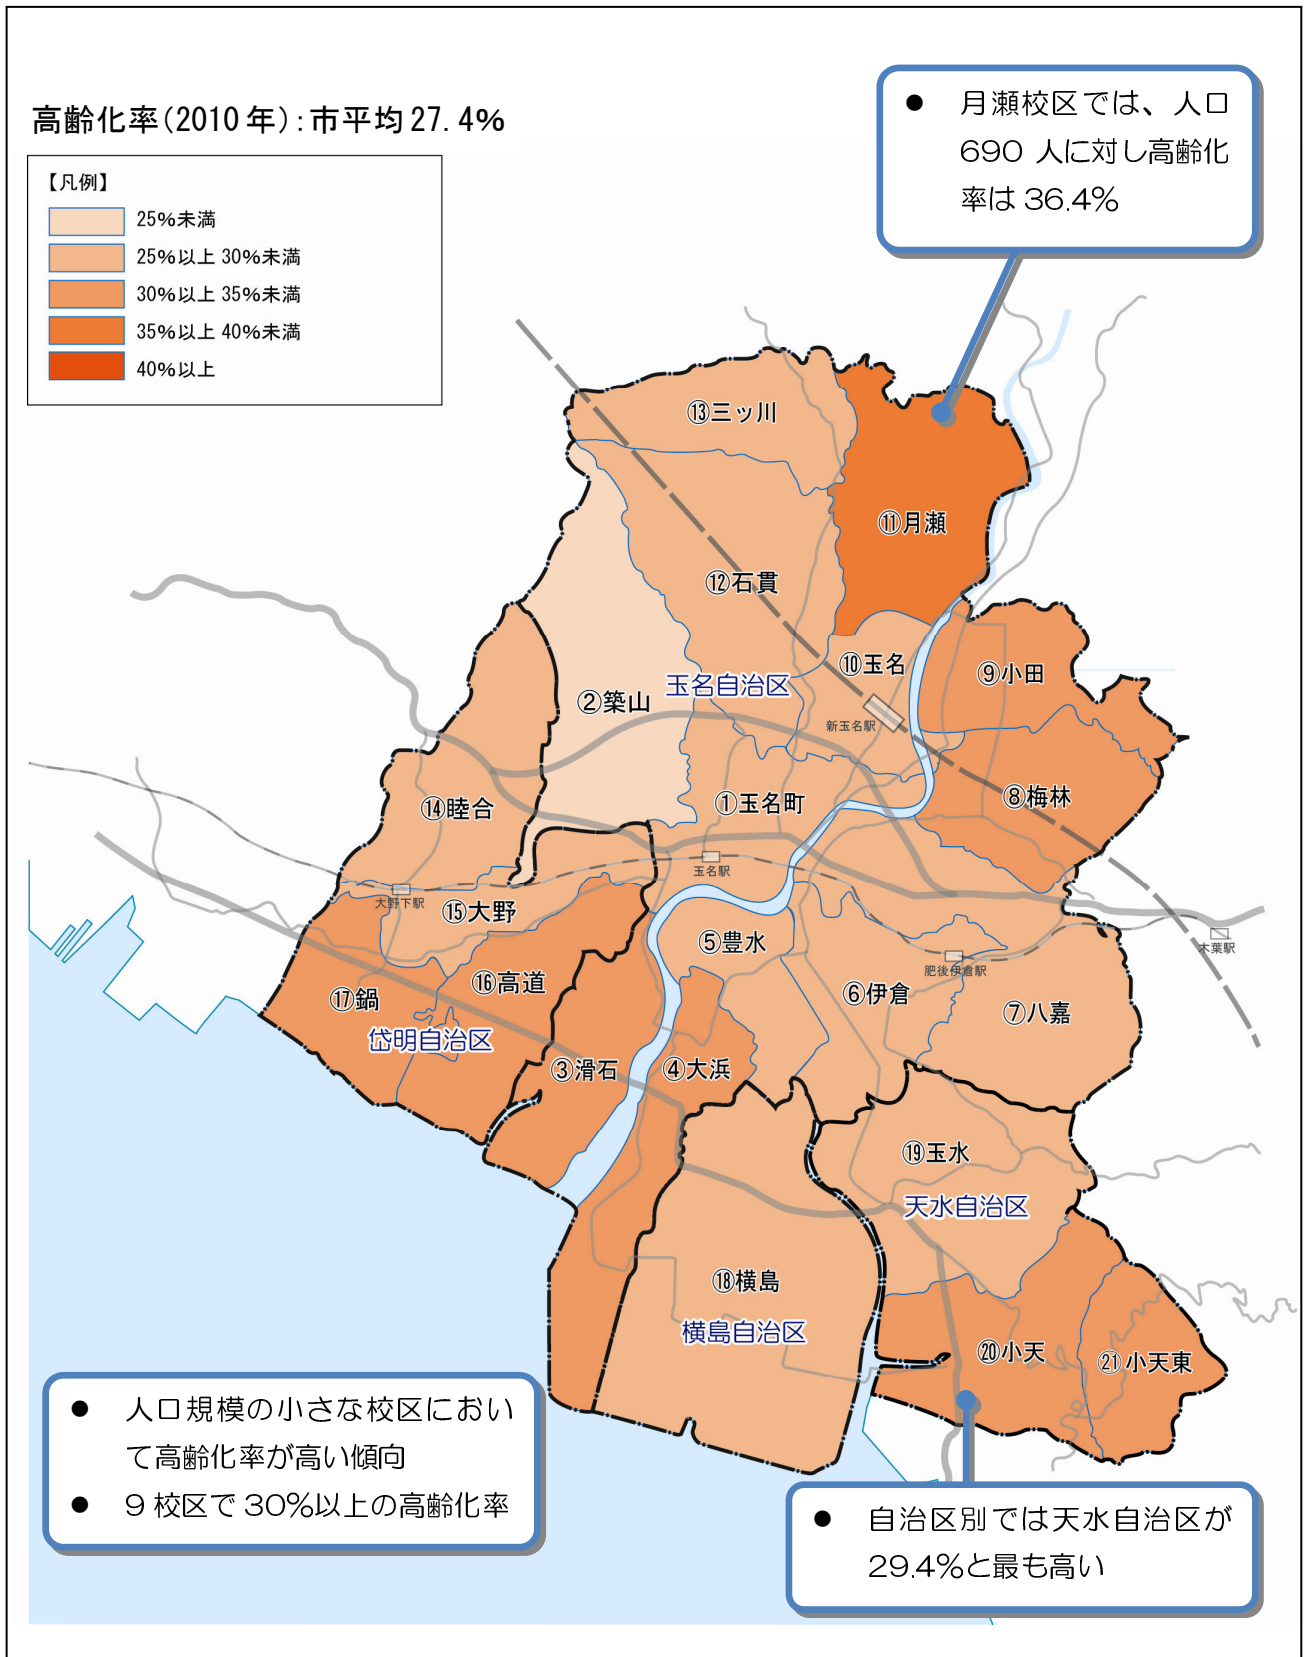 高齢化率(2010年):市平均27.4%
【凡例】
25%未満
25%以上 30%未満
30%以上 35%未満
35%以上 40%未満
40%以上
● 月瀬校区では、人口
690 人に対し高齢化
率は 36.4%
⑬三ッ川
⑪月瀬
⑫石貫
⑩玉名
⑨小田
玉名自治区
②築山
新玉名駅
⑧梅林
①玉名町
⑭睦合
玉名駅
大野下駅
⑮大野
⑤豊水
木葉駅
肥後伊倉駅
⑯高道
⑥伊倉
⑰鍋
⑦八嘉
岱明自治区
③滑石
④大浜
⑲玉水
天水自治区
⑱横島
横島自治区
⑳小天
㉑小天東
● 人口規模の小さな校区におい
て高齢化率が高い傾向
● 9 校区で 30%以上の高齢化率
● 自治区別では天水自治区が
29.4%と最も高い